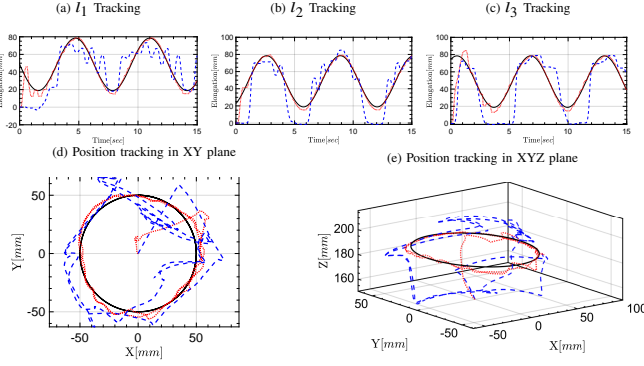 (a) l1 Tracking
(b) l2 Tracking
(c) l3 Tracking
Elongation[mm]
80
60
40
20
0
-20
0
5
10
15
Time[sec]
Elongation[mm]
100
80
60
40
20
0
0
5
10
15
Time[sec]
Elongation[mm]
100
80
60
40
20
0
0
5
10
15
Time[sec]
(d) Position tracking in XY plane
Y[mm]
50
0
-50
-50
0
50
X[mm]
(e) Position tracking in XYZ plane
Z[mm]
200
180
160
50
0
-50
Y[mm]
-50
0
50
100
X[mm]